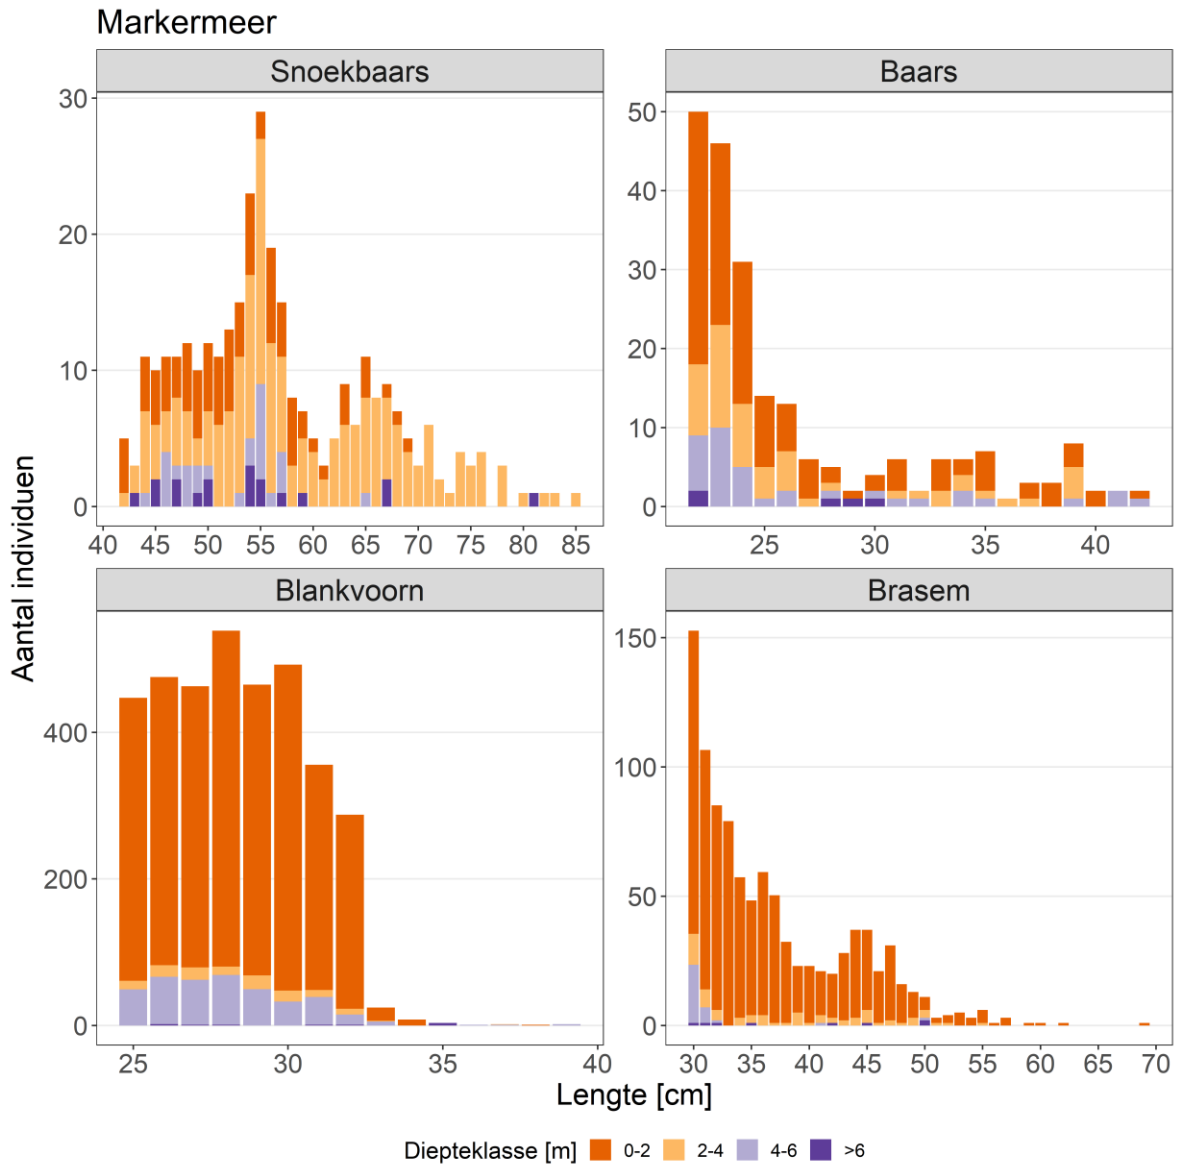 Markermeer
Snoekbaars
Baars
30
20
10
0
50
40
30
20
10
0
40 45 50 55 60 65 70 75 80 85
25 30 35 40
Aantal individuen
Blankvoorn
Brasem
400
200
0
150
100
50
0
25 30 35 40
30 35 40 45 50 55 60 65 70
Lengte [cm]
Diepteklasse [m] 0-2 2-4 4-6 >6